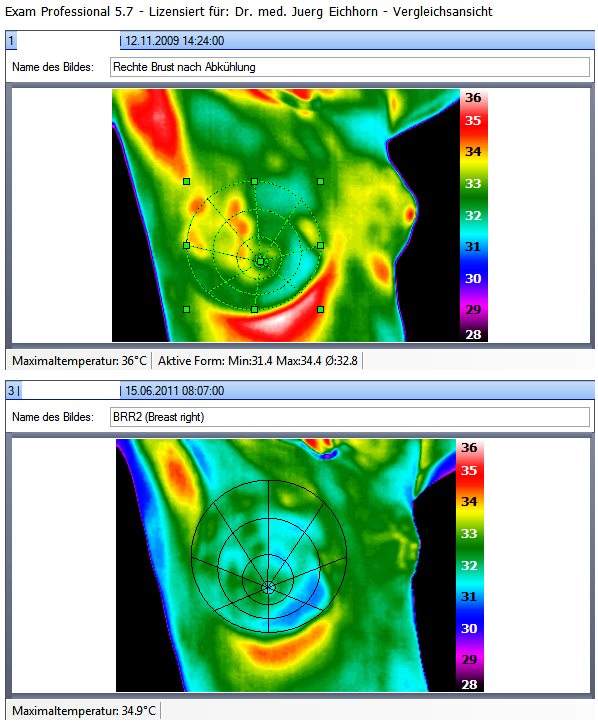 Exam Professional 5.7 - Lizensiert für: Dr. med. Juerg Eichhorn - Vergleichsansicht
1 | 12.11.2009 14:24:00
Name des Bildes: Rechte Brust nach Abkühlung
36
35
34
33
32
31
30
29
28
Maximaltemperatur: 36°C Aktive Form: Min:31.4 Max:34.4 Ø:32.8
3 | 15.06.2011 08:07:00
Name des Bildes: BRR2 (Breast right)
36
35
34
33
32
31
30
29
28
Maximaltemperatur: 34.9°C